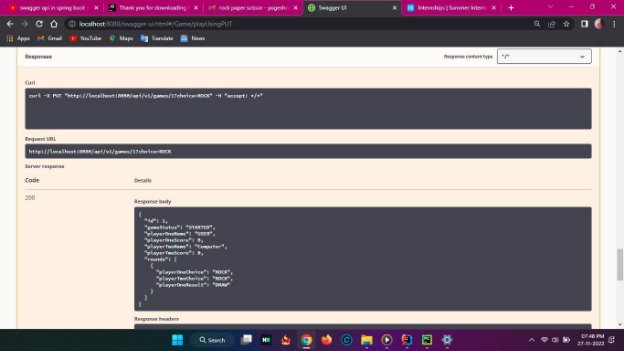 swagger api in spring boot
Thank you for downloading
rock paper scissor - yogeshv
Swagger UI
Internships | Summer Intern
localhost:8080/swagger-ui.html#/Game/playUsingPUT
Apps
Gmail
YouTube
Maps
Translate
News
Responses
Response content type
*/*
Curl
curl -X PUT "http://localhost:8080/api/v1/games/1?choice=ROCK" -H "accept: */*"
Request URL
http://localhost:8080/api/v1/games/1?choice=ROCK
Server response
Code
Details
200
Response body
{
"id": 1,
"gameStatus": "STARTED",
"playerOneName": "USER",
"playerOneScore": 0,
"playerTwoName": "Computer",
"playerTwoScore": 0,
"rounds": [
{
"playerOneChoice": "ROCK",
"playerTwoChoice": "ROCK",
"playerOneResult": "DRAW"
}
]
}
Response headers
Search
07:48 PM
27-11-2022